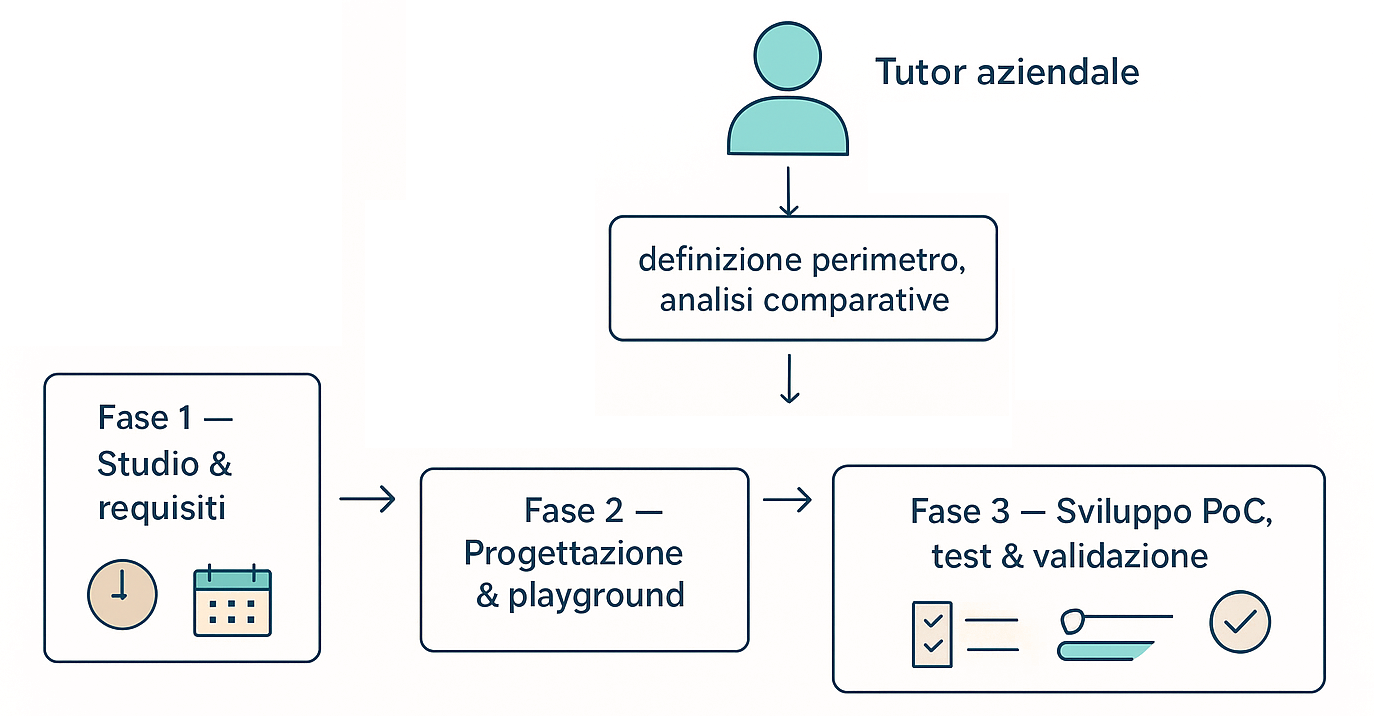 Tutor aziendale
definizione perimetro,
analisi comparative
Fase 1 —
Studio &
requisiti
Fase 2 —
Progettazione
& playground
Fase 3 — Sviluppo PoC,
test & validazione